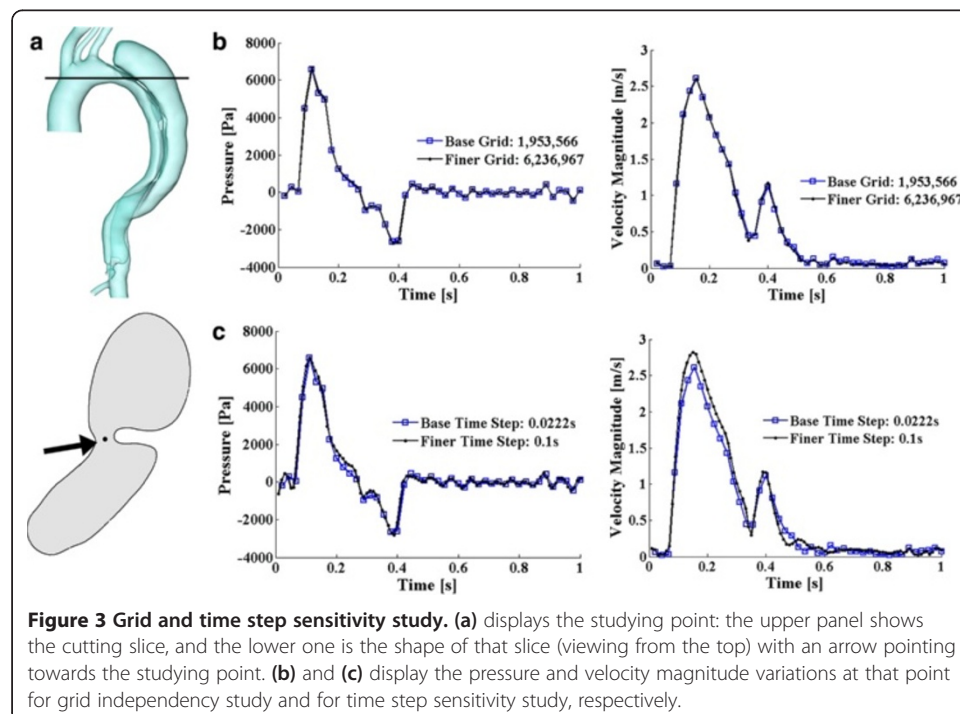 a
b
8000
6000
4000
2000
0
-2000
-4000
Pressure [Pa]
Base Grid: 1,953,566
Finer Grid: 6,236,967
0 0.2 0.4 0.6 0.8 1
Time [s]
3
2.5
2
1.5
1
0.5
0
Velocity Magnitude [m/s]
Base Grid: 1,953,566
Finer Grid: 6,236,967
0 0.2 0.4 0.6 0.8 1
Time [s]
c
8000
6000
4000
2000
0
-2000
-4000
Pressure [Pa]
Base Time Step: 0.0222s
Finer Time Step: 0.1s
0 0.2 0.4 0.6 0.8 1
Time [s]
3
2.5
2
1.5
1
0.5
0
Velocity Magnitude [m/s]
Base Time Step: 0.0222s
Finer Time Step: 0.1s
0 0.2 0.4 0.6 0.8 1
Time [s]
Figure 3 Grid and time step sensitivity study. (a) displays the studying point: the upper panel shows
the cutting slice, and the lower one is the shape of that slice (viewing from the top) with an arrow pointing
towards the studying point. (b) and (c) display the pressure and velocity magnitude variations at that point
for grid independency study and for time step sensitivity study, respectively.